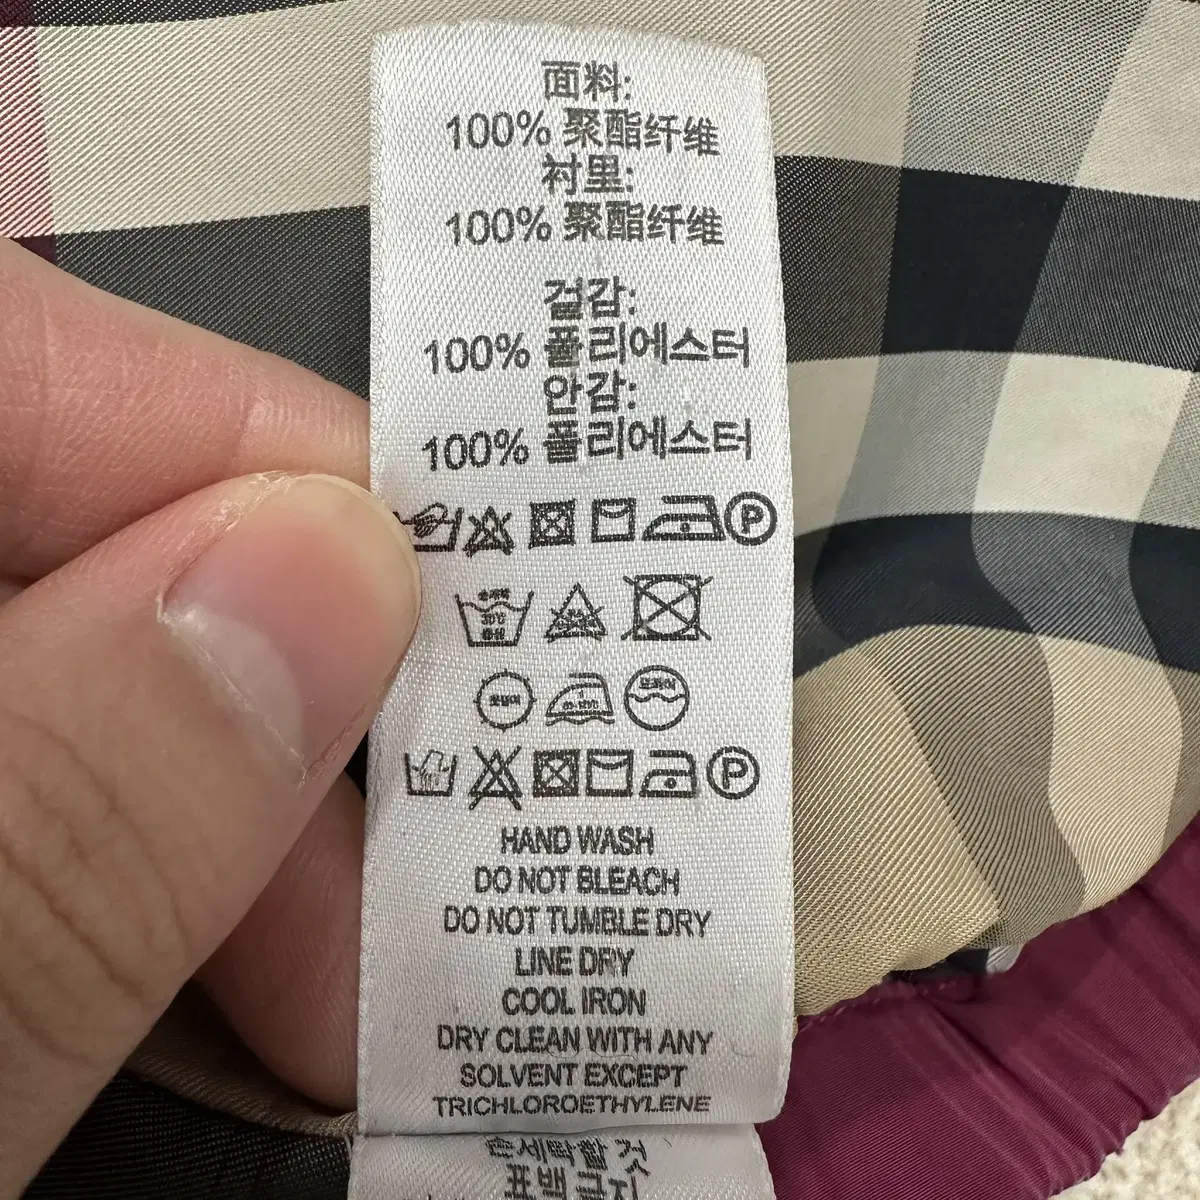 面料:
100% 聚酯纤维
衬里:
100% 聚酯纤维
겉감:
100% 폴리에스터
안감:
100% 폴리에스터
P
30℃
P
HAND WASH
DO NOT BLEACH
DO NOT TUMBLE DRY
LINE DRY
COOL IRON
DRY CLEAN WITH ANY
SOLVENT EXCEPT
TRICHLOROETHYLENE
손세탁할 것
표백 금지